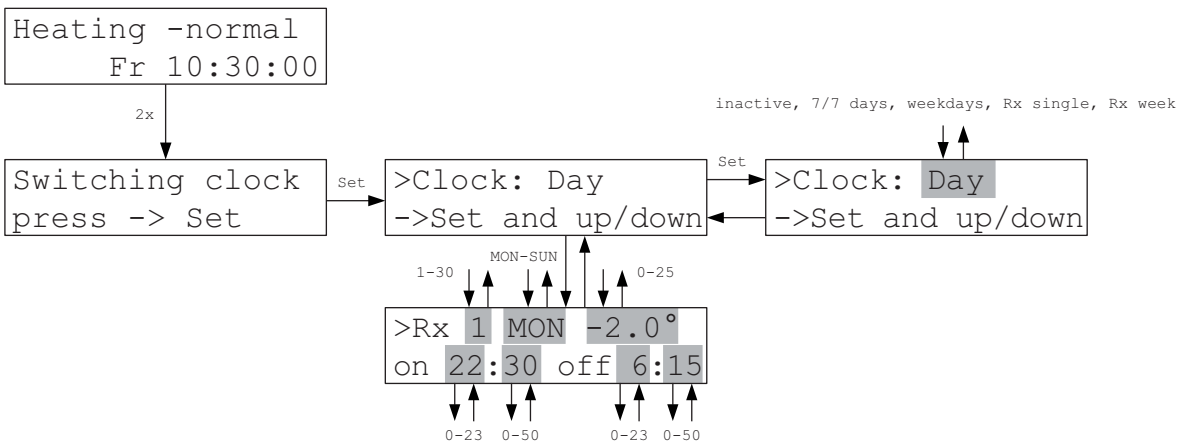 Heating -normal
Fr 10:30:00
2x
inactive, 7/7 days, weekdays, Rx single, Rx week
Switching clock
press -> Set
Set
>Clock: Day
->Set and up/down
Set
>Clock: Day
->Set and up/down
1-30
MON-SUN
0-25
>Rx 1 MON -2.0°
on 22:30 off 6:15
0-23 0-50 0-23 0-50